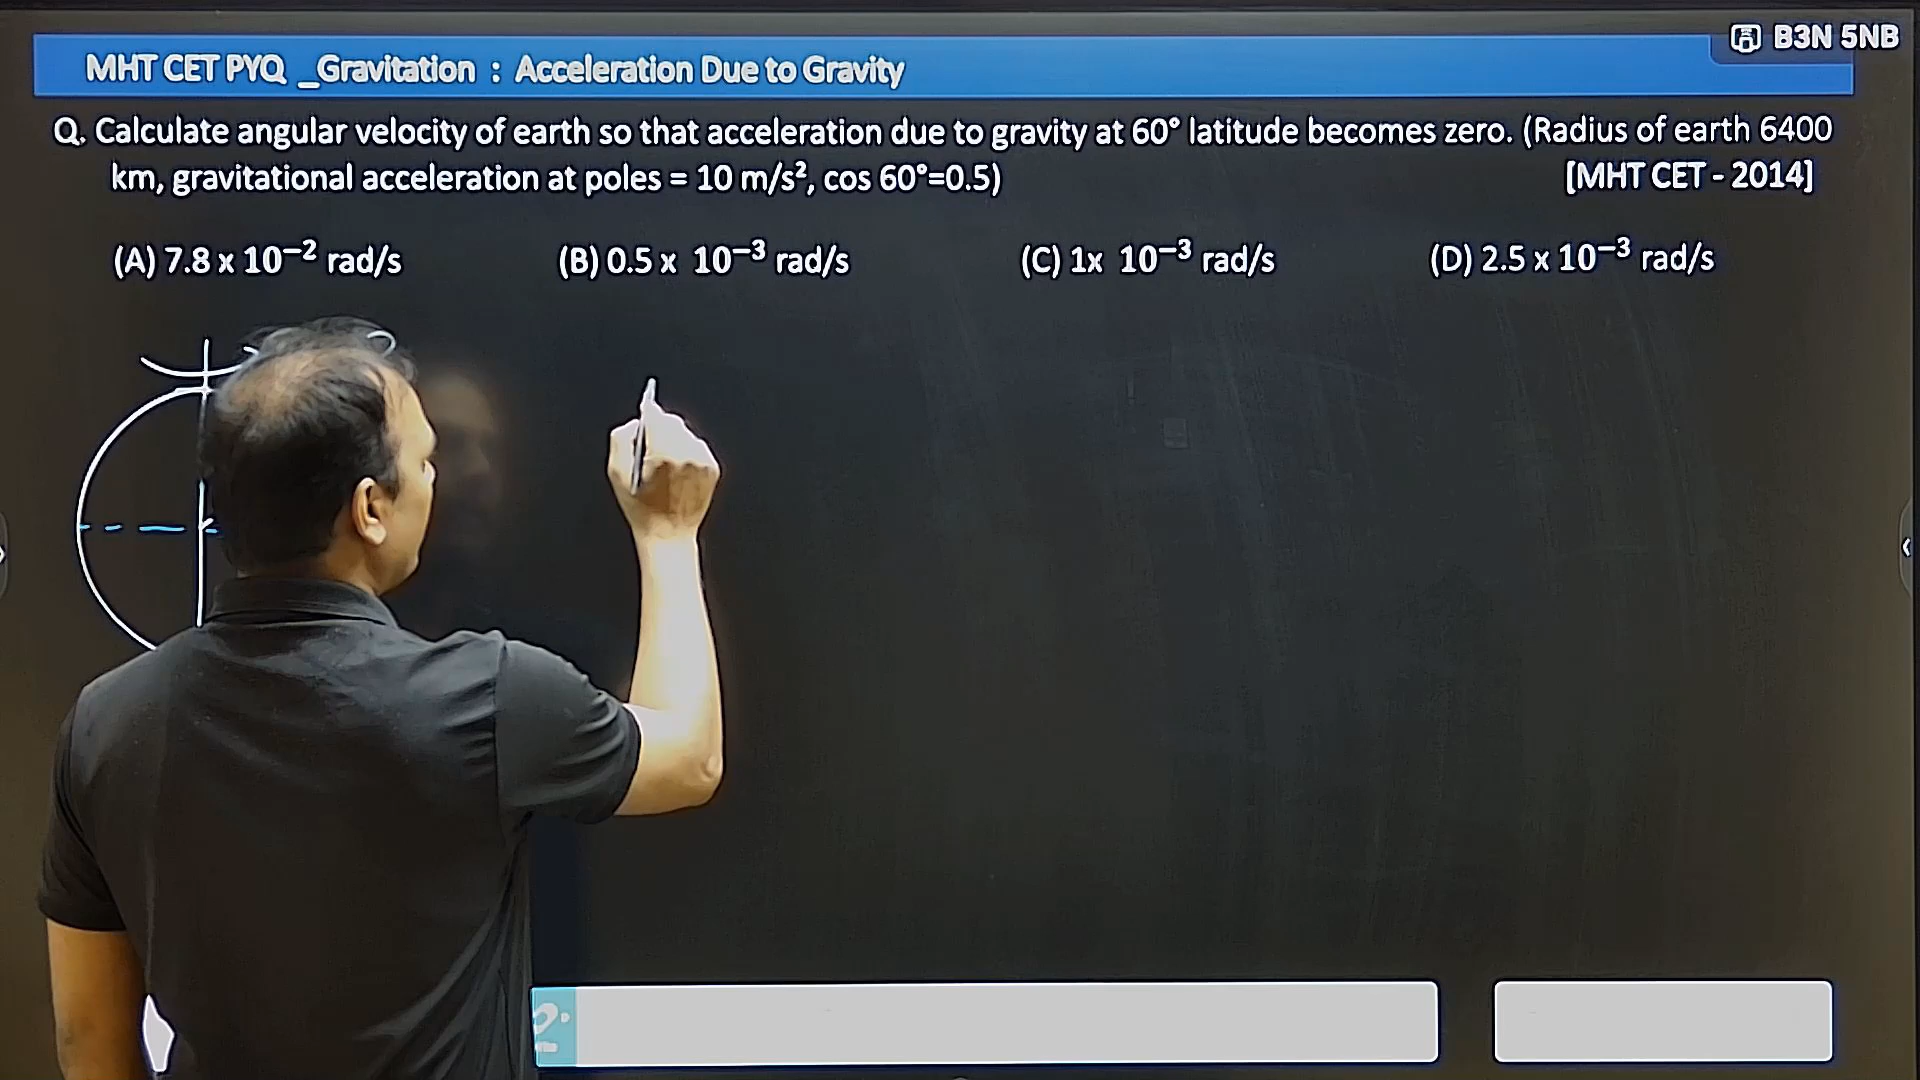 B3N 5NB
MHT CET PYQ _Gravitation : Acceleration Due to Gravity
Q. Calculate angular velocity of earth so that acceleration due to gravity at 60° latitude becomes zero. (Radius of earth 6400
km, gravitational acceleration at poles = 10 m/s², cos 60°=0.5) [MHT CET - 2014]
(A) 7.8 x 10⁻² rad/s (B) 0.5 x 10⁻³ rad/s (C) 1x 10⁻³ rad/s (D) 2.5 x 10⁻³ rad/s